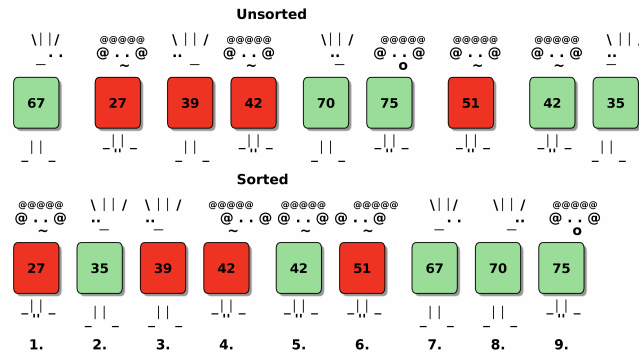 Unsorted
67 27 39 42 70 75 51 42 35
Sorted
27 35 39 42 42 51 67 70 75
1. 2. 3. 4. 5. 6. 7. 8. 9.